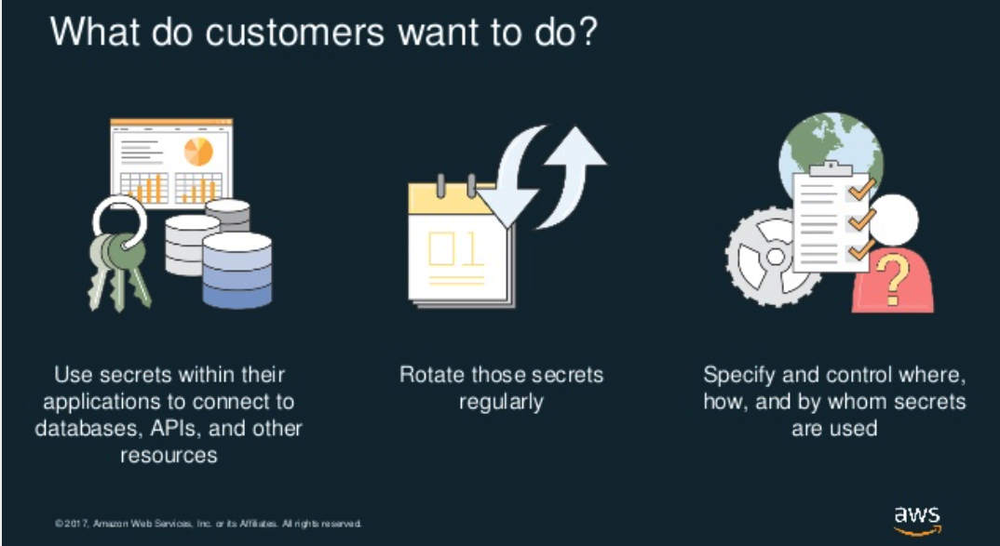 What do customers want to do?
01
?
Use secrets within their
applications to connect to
databases, APIs, and other
resources
Rotate those secrets
regularly
Specify and control where,
how, and by whom secrets
are used
© 2017, Amazon Web Services, Inc. or its Affiliates. All rights reserved.
aws